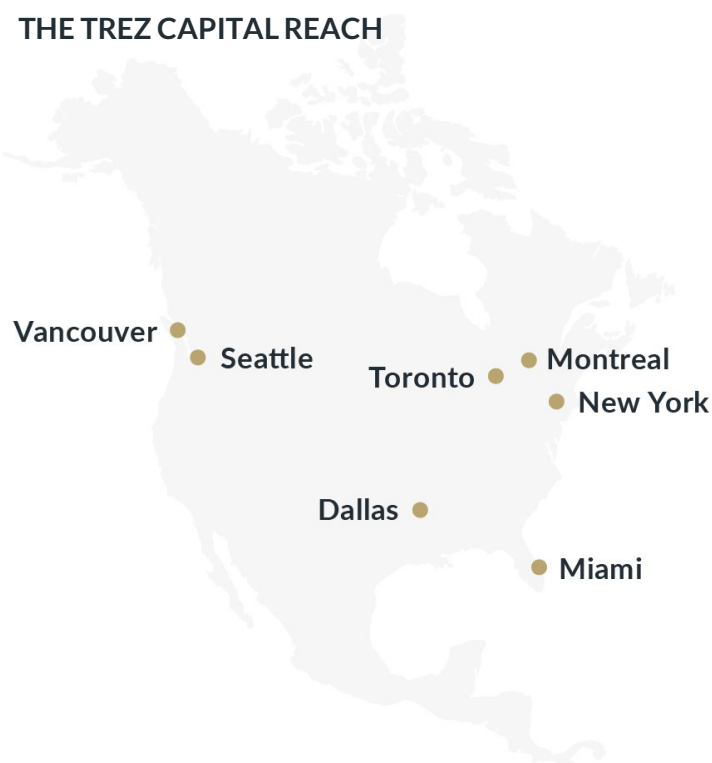 THE TREZ CAPITAL REACH
Vancouver
Seattle
Montreal
Toronto
New York
Dallas
Miami